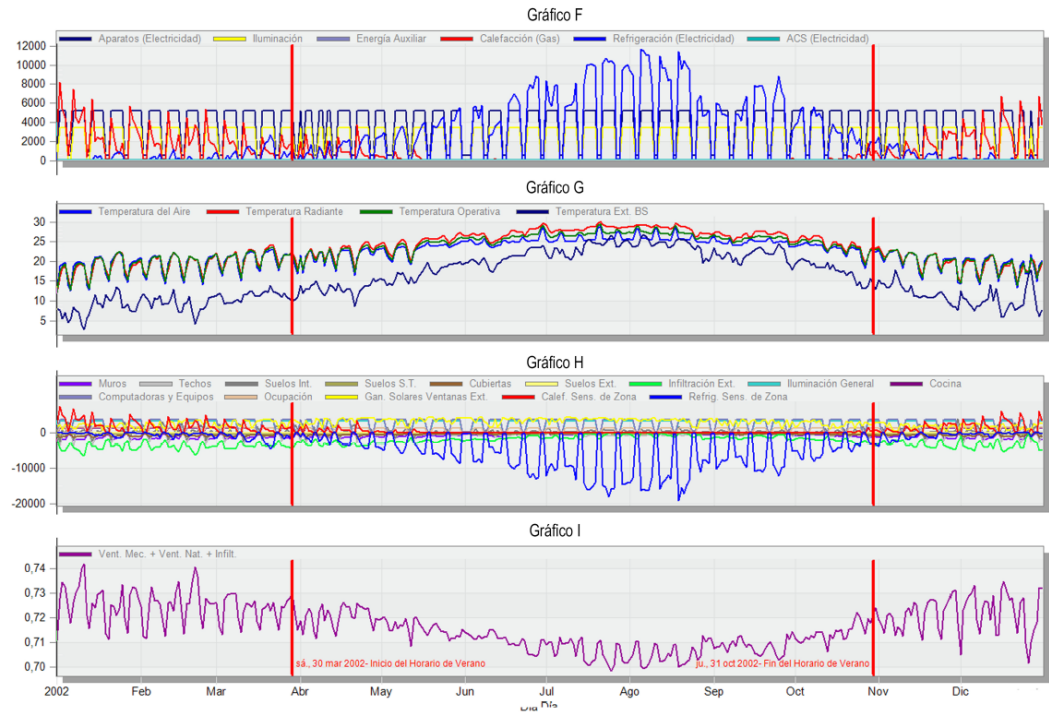 Gráfico F
Aparatos (Electricidad) Iluminación Energía Auxiliar Calefacción (Gas) Refrigeración (Electricidad) ACS (Electricidad)
12000
10000
8000
6000
4000
2000
0
Gráfico G
Temperatura del Aire Temperatura Radiante Temperatura Operativa Temperatura Ext. BS
30
25
20
15
10
5
Gráfico H
Muros Techos Suelos Int. Suelos S.T. Cubiertas Suelos Ext. Infiltración Ext. Iluminación General Cocina
Computadoras y Equipos Ocupación Gan. Solares Ventanas Ext. Calef. Sens. de Zona Refrig. Sens. de Zona
0
-10000
-20000
Gráfico I
Vent. Mec. + Vent. Nat. + Infilt.
0,74
0,73
0,72
0,71
0,70
sá., 30 mar 2002- Inicio del Horario de Verano ju., 31 oct 2002- Fin del Horario de Verano
2002 Feb Mar Abr May Jun Jul Ago Sep Oct Nov Dic
Día Día